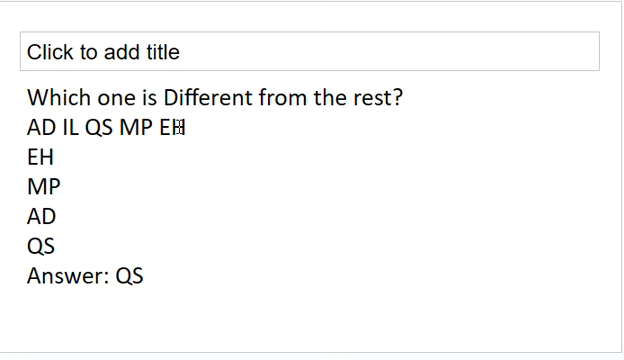 Click to add title
Which one is Different from the rest?
AD IL QS MP EH
EH
MP
AD
QS
Answer: QS